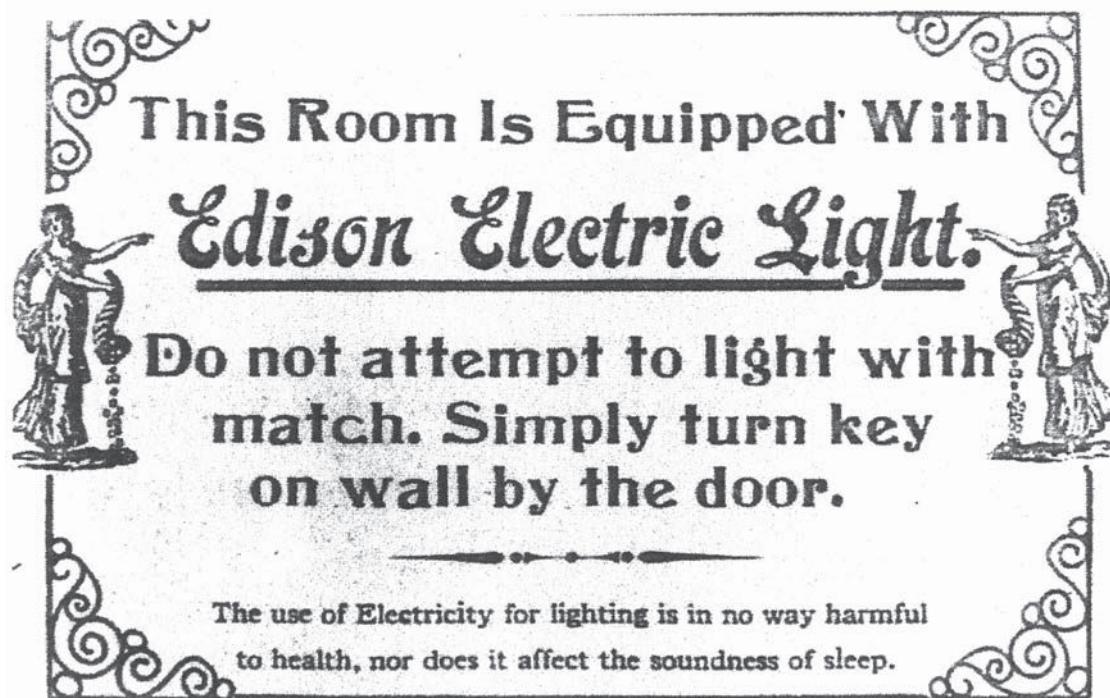 This Room Is Equipped With
Edison Electric Light.
Do not attempt to light with
match. Simply turn key
on wall by the door.
The use of Electricity for lighting is in no way harmful
to health, nor does it affect the soundness of sleep.